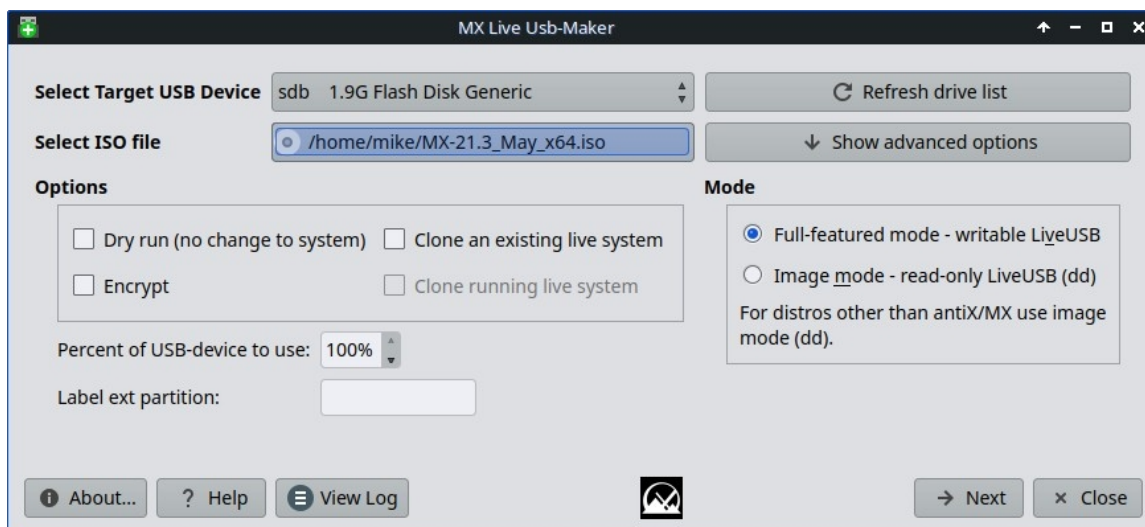 MX Live Usb-Maker
Select Target USB Device sdb 1.9G Flash Disk Generic Refresh drive list
Select ISO file /home/mike/MX-21.3_May_x64.iso Show advanced options
Options Mode
Dry run (no change to system) Clone an existing live system Full-featured mode - writable LiveUSB
Encrypt Clone running live system Image mode - read-only LiveUSB (dd)
For distros other than antiX/MX use image
mode (dd).
Percent of USB-device to use: 100%
Label ext partition:
About... ? Help View Log Next Close